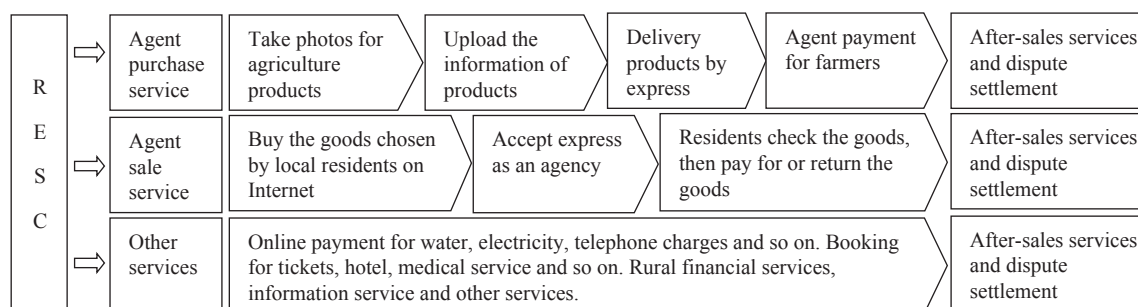 R
E
S
C
Agent
purchase
service
Take photos for
agriculture
products
Upload the
information of
products
Delivery
products by
express
Agent payment
for farmers
After-sales services
and dispute
settlement
Agent
sale
service
Buy the goods chosen
by local residents on
Internet
Accept express
as an agency
Residents check the goods,
then pay for or return the
goods
After-sales services
and dispute
settlement
Other
services
Online payment for water, electricity, telephone charges and so on. Booking
for tickets, hotel, medical service and so on. Rural financial services,
information service and other services.
After-sales services
and dispute
settlement